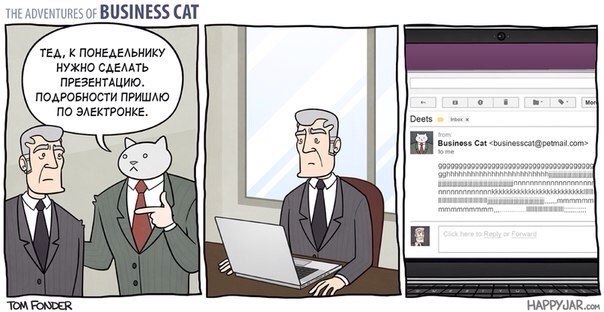 THE ADVENTURES OF BUSINESS CAT
ТЕД, К ПОНЕДЕЛЬНИКУ
НУЖНО СДЕЛАТЬ
ПРЕЗЕНТАЦИЮ.
ПОДРОБНОСТИ ПРИШЛЮ
ПО ЭЛЕКТРОНКЕ.
More
Deets
Inbox x
from
Business Cat <businesscat@petmail.com>
to me
Click here to Reply or Forward
TOM FONDER
HAPPYJAR.COM